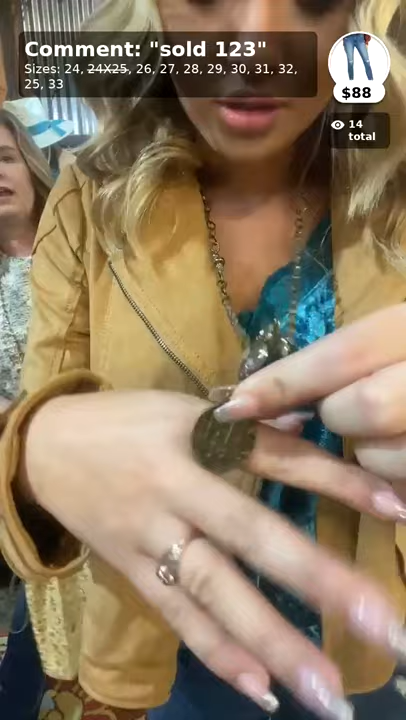 Comment: "sold 123"
Sizes: 24, 24X25, 26, 27, 28, 29, 30, 31, 32,
25, 33
$88
14
total